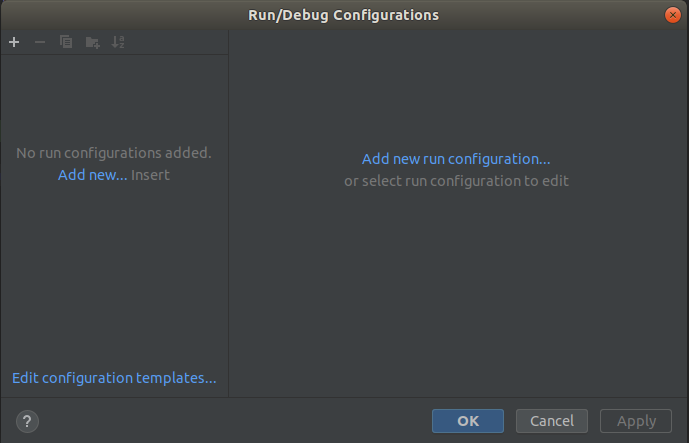 Run/Debug Configurations
No run configurations added.
Add new... Insert
Add new run configuration...
or select run configuration to edit
Edit configuration templates...
?
OK
Cancel
Apply